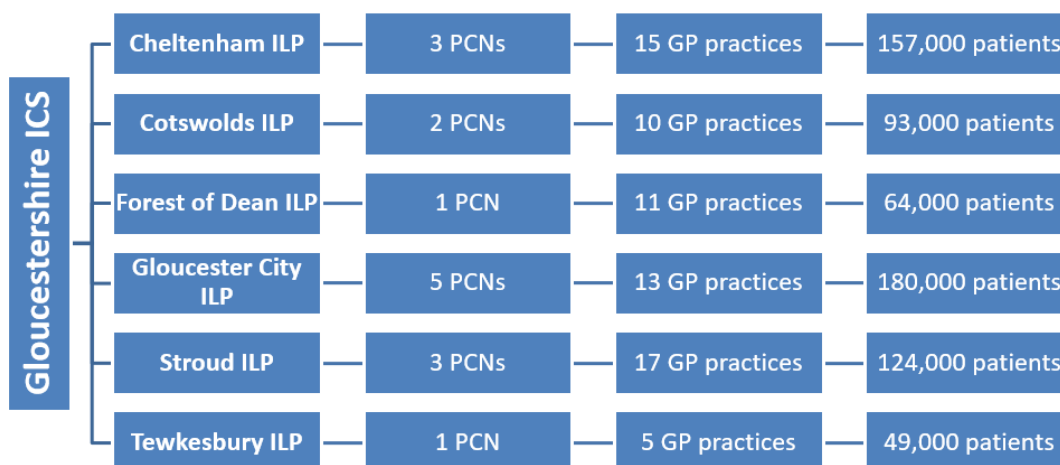 Gloucestershire ICS
Cheltenham ILP
3 PCNs
15 GP practices
157,000 patients
Cotswolds ILP
2 PCNs
10 GP practices
93,000 patients
Forest of Dean ILP
1 PCN
11 GP practices
64,000 patients
Gloucester City
ILP
5 PCNs
13 GP practices
180,000 patients
Stroud ILP
3 PCNs
17 GP practices
124,000 patients
Tewkesbury ILP
1 PCN
5 GP practices
49,000 patients